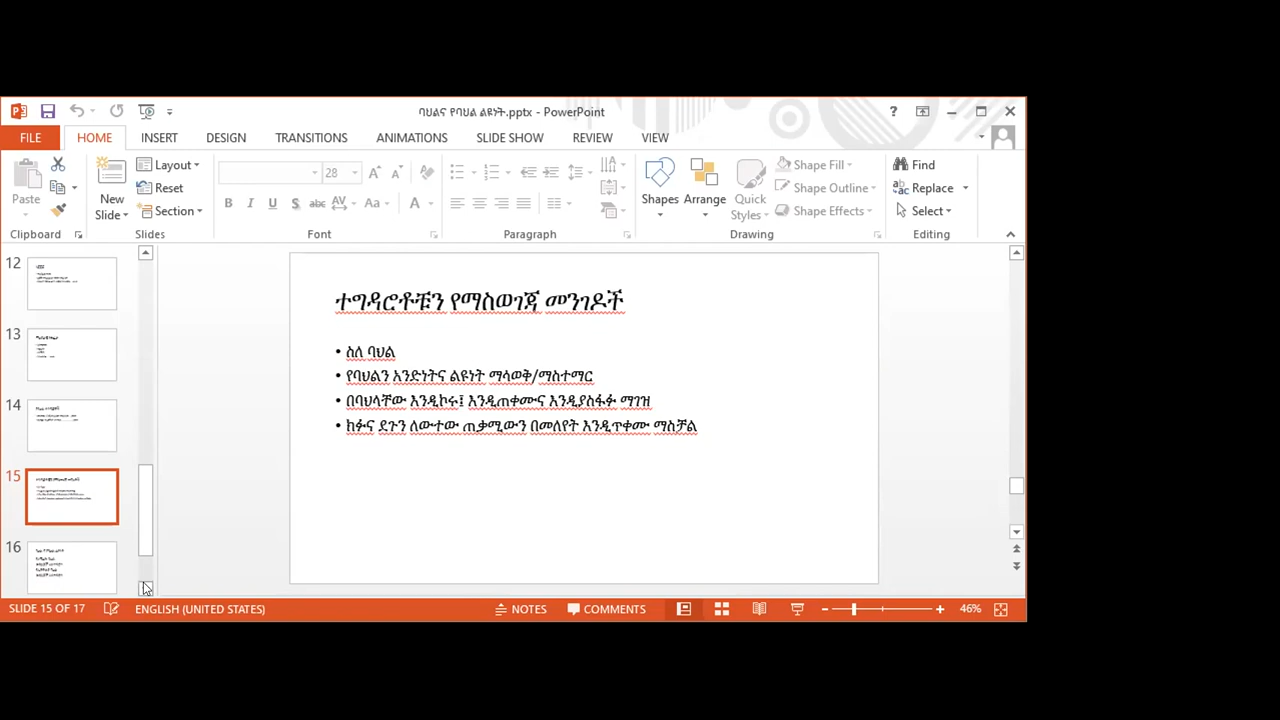 ባህልና የባህል ልዩነት.pptx - PowerPoint
FILE HOME INSERT DESIGN TRANSITIONS ANIMATIONS SLIDE SHOW REVIEW VIEW
Paste
New Slide
Layout
Reset
Section
28
Shapes
Arrange
Quick Styles
Shape Fill
Shape Outline
Shape Effects
Find
Replace
Select
Clipboard Slides Font Paragraph Drawing Editing
12
13
14
15
16
ተግዳሮቶቹን የማስወገጃ መንገዶች
• ስለ ባህል
• የባህልን አንድነትና ልዩነት ማሳወቅ/ማስተማር
• በባህላቸው እንዲኮሩ፤ እንዲጠቀሙና እንዲያስፋፉ ማገዝ
• ክፉና ደጉን ለውተው ጠቃሚውን በመለየት እንዲጥቀሙ ማስቻል
SLIDE 15 OF 17 ENGLISH (UNITED STATES) NOTES COMMENTS 46%